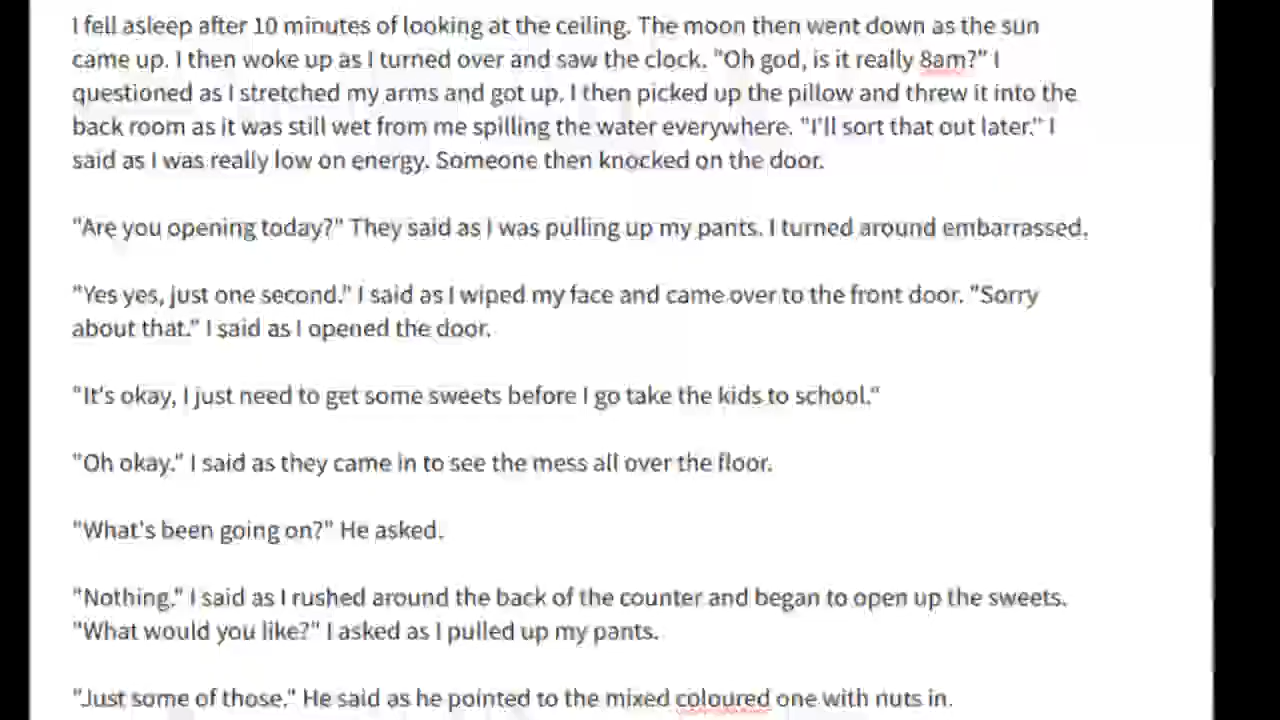 I fell asleep after 10 minutes of looking at the ceiling. The moon then went down as the sun
came up. I then woke up as I turned over and saw the clock. "Oh god, is it really 8am?" I
questioned as I stretched my arms and got up. I then picked up the pillow and threw it into the
back room as it was still wet from me spilling the water everywhere. "I'll sort that out later." I
said as I was really low on energy. Someone then knocked on the door.
"Are you opening today?" They said as I was pulling up my pants. I turned around embarrassed.
"Yes yes, just one second." I said as I wiped my face and came over to the front door. "Sorry
about that." I said as I opened the door.
"It's okay, I just need to get some sweets before I go take the kids to school."
"Oh okay." I said as they came in to see the mess all over the floor.
"What's been going on?" He asked.
"Nothing." I said as I rushed around the back of the counter and began to open up the sweets.
"What would you like?" I asked as I pulled up my pants.
"Just some of those." He said as he pointed to the mixed coloured one with nuts in.